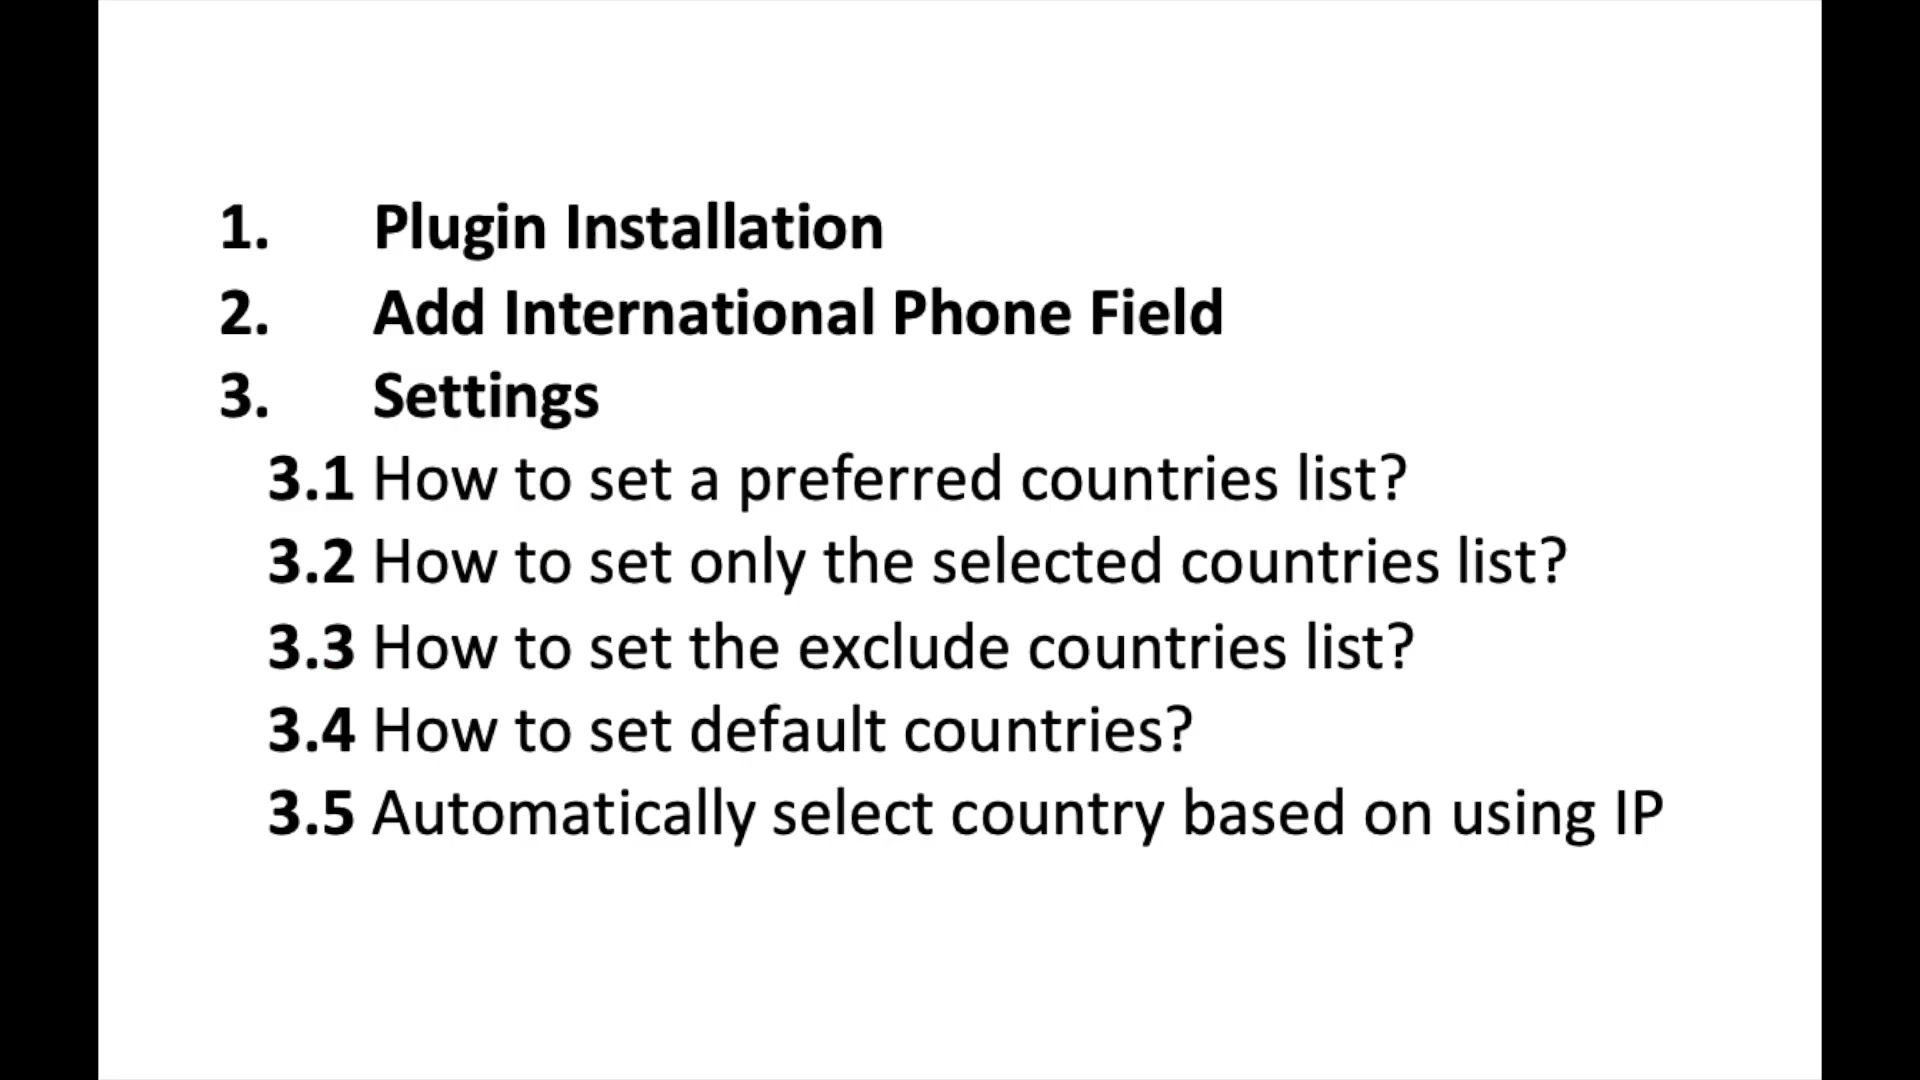 1. Plugin Installation
2. Add International Phone Field
3. Settings
3.1 How to set a preferred countries list?
3.2 How to set only the selected countries list?
3.3 How to set the exclude countries list?
3.4 How to set default countries?
3.5 Automatically select country based on using IP